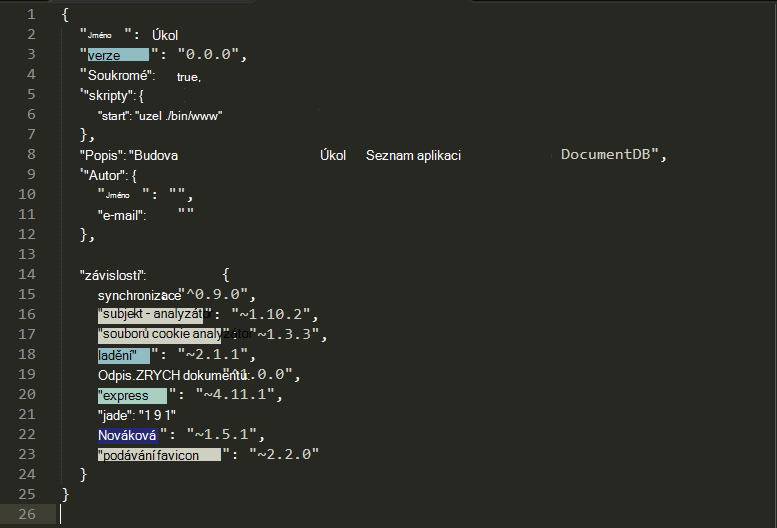 1 {
2 "Jméno ": Úkol
3 "verze ": "0.0.0",
4 "Soukromé": true,
5 '"skripty": {
6 "start": "uzel ./bin/www"
7 },
8 "Popis": "Budova Úkol Seznam aplikaci DocumentDB",
9 '"Autor": {
10 "Jméno ": "",
11 "e-mail": ""
12 },
13
14 "závislosti": {
15 synchronizace "^0.9.0",
16 "subjekt - analyzátor": "~1.10.2",
17 "souborů cookie analyzátor "~1.3.3",
18 ladění" ": "~2.1.1",
19 Odpis.ZRYCH dokumentů: "^1.0.0",
20 "express ": "~4.11.1",
21 "jade": "1 9 1"
22 Nováková ": "~1.5.1",
23 "podávání favicon ": "~2.2.0"
24 }
25 }
26